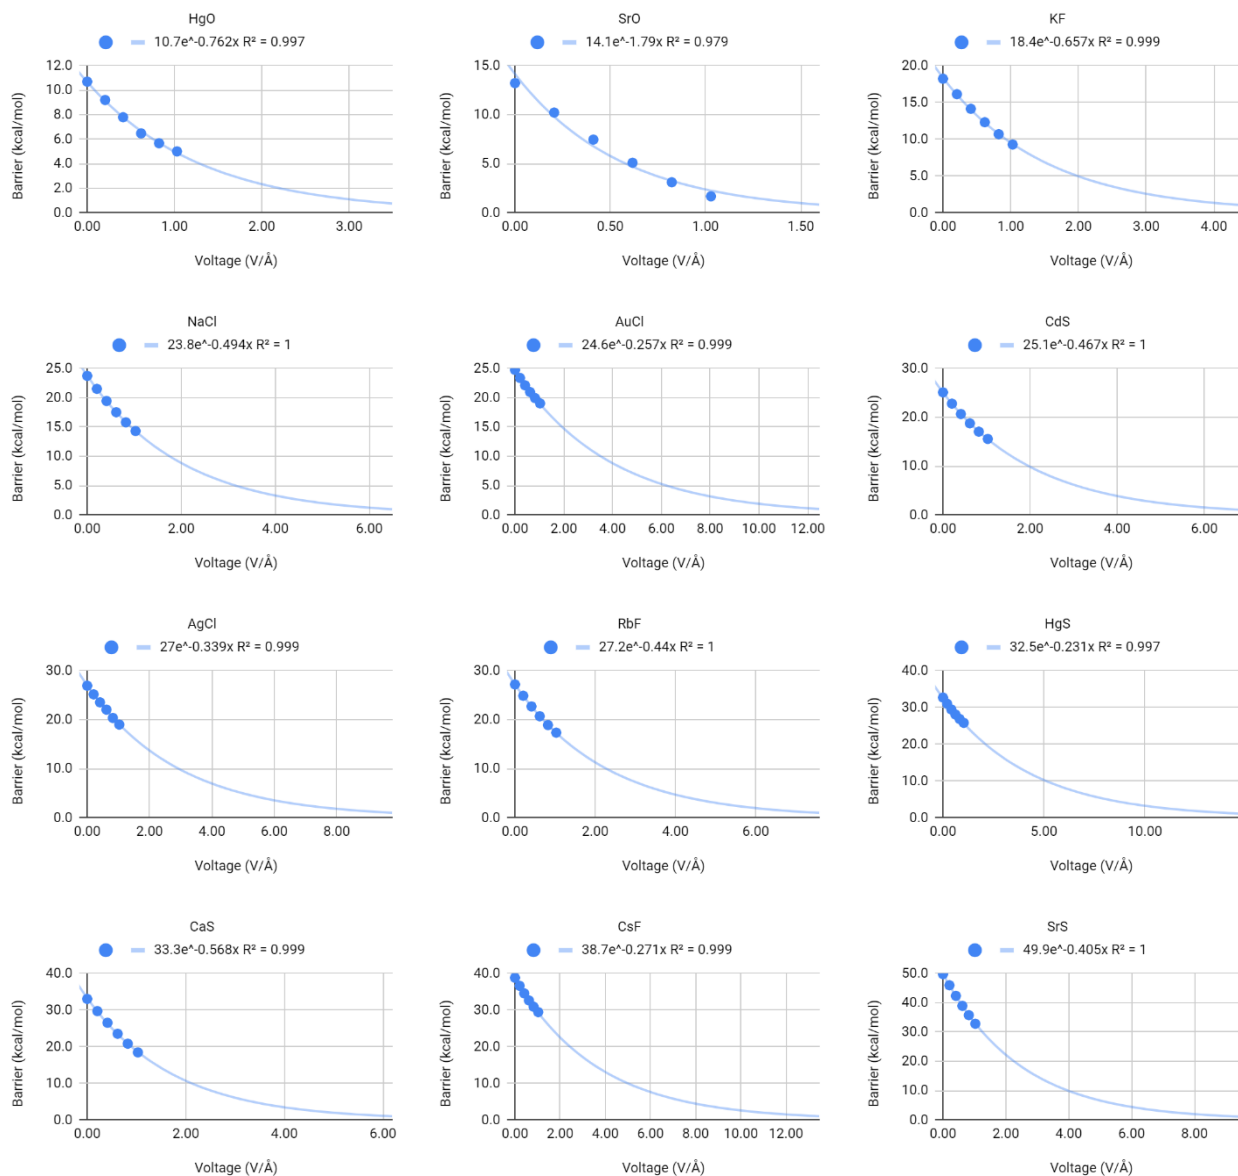 HgO
10.7e^-0.762x R² = 0.997
Barrier (kcal/mol)
12.0
10.0
8.0
6.0
4.0
2.0
0.0
0.00 1.00 2.00 3.00
Voltage (V/Å)
SrO
14.1e^-1.79x R² = 0.979
Barrier (kcal/mol)
15.0
10.0
5.0
0.0
0.00 0.50 1.00 1.50
Voltage (V/Å)
KF
18.4e^-0.657x R² = 0.999
Barrier (kcal/mol)
20.0
15.0
10.0
5.0
0.0
0.00 1.00 2.00 3.00 4.00
Voltage (V/Å)
NaCl
23.8e^-0.494x R² = 1
Barrier (kcal/mol)
25.0
20.0
15.0
10.0
5.0
0.0
0.00 2.00 4.00 6.00
Voltage (V/Å)
AuCl
24.6e^-0.257x R² = 0.999
Barrier (kcal/mol)
25.0
20.0
15.0
10.0
5.0
0.0
0.00 2.00 4.00 6.00 8.00 10.00 12.00
Voltage (V/Å)
CdS
25.1e^-0.467x R² = 1
Barrier (kcal/mol)
30.0
20.0
10.0
0.0
0.00 2.00 4.00 6.00
Voltage (V/Å)
AgCl
27e^-0.339x R² = 0.999
Barrier (kcal/mol)
30.0
20.0
10.0
0.0
0.00 2.00 4.00 6.00 8.00
Voltage (V/Å)
RbF
27.2e^-0.44x R² = 1
Barrier (kcal/mol)
30.0
20.0
10.0
0.0
0.00 2.00 4.00 6.00
Voltage (V/Å)
HgS
32.5e^-0.231x R² = 0.997
Barrier (kcal/mol)
40.0
30.0
20.0
10.0
0.0
0.00 5.00 10.00
Voltage (V/Å)
CaS
33.3e^-0.568x R² = 0.999
Barrier (kcal/mol)
40.0
30.0
20.0
10.0
0.0
0.00 2.00 4.00 6.00
Voltage (V/Å)
CsF
38.7e^-0.271x R² = 0.999
Barrier (kcal/mol)
40.0
30.0
20.0
10.0
0.0
0.00 2.00 4.00 6.00 8.00 10.00 12.00
Voltage (V/Å)
SrS
49.9e^-0.405x R² = 1
Barrier (kcal/mol)
50.0
40.0
30.0
20.0
10.0
0.0
0.00 2.00 4.00 6.00 8.00
Voltage (V/Å)